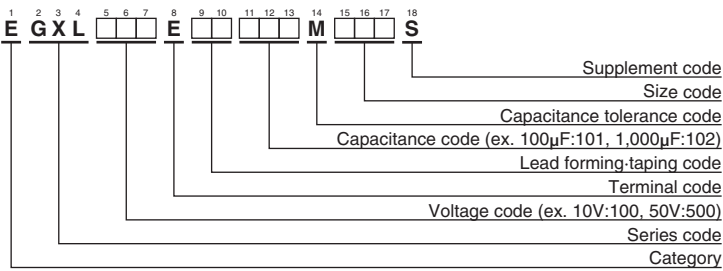 1 2 3 4 5 6 7 8 9 10 11 12 13 14 15 16 17 18
E G X L E M S
Supplement code
Size code
Capacitance tolerance code
Capacitance code (ex. 100μF:101, 1,000μF:102)
Lead forming·taping code
Terminal code
Voltage code (ex. 10V:100, 50V:500)
Series code
Category